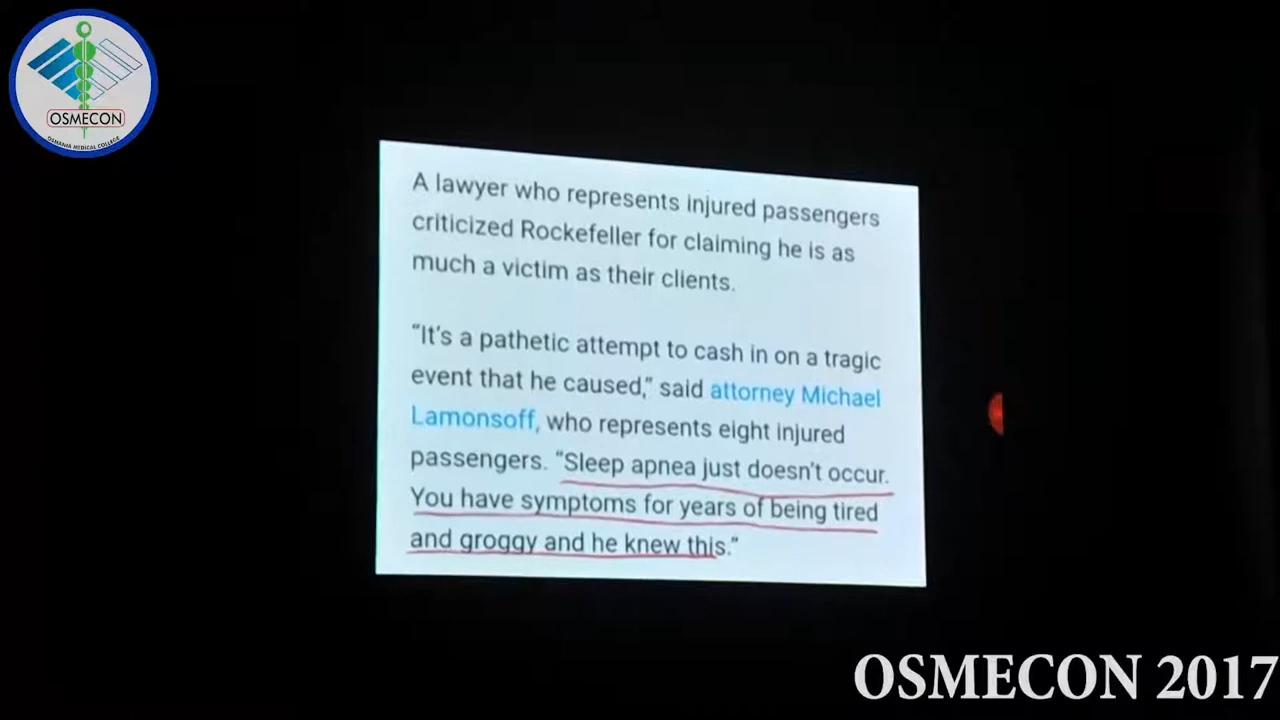 OSMECON
OSMANIA MEDICAL COLLEGE
A lawyer who represents injured passengers
criticized Rockefeller for claiming he is as
much a victim as their clients.
“It’s a pathetic attempt to cash in on a tragic
event that he caused,” said attorney Michael
Lamonsoff, who represents eight injured
passengers. “Sleep apnea just doesn’t occur.
You have symptoms for years of being tired
and groggy and he knew this.”
OSMECON 2017